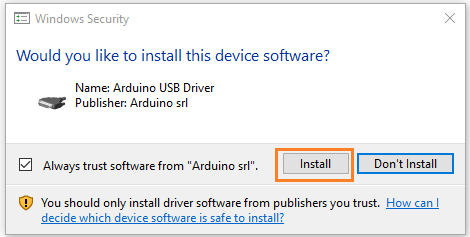 Windows Security
Would you like to install this device software?
Name: Arduino USB Driver
Publisher: Arduino srl
Always trust software from "Arduino srl".
Install
Don't Install
You should only install driver software from publishers you trust. How can I
decide which device software is safe to install?